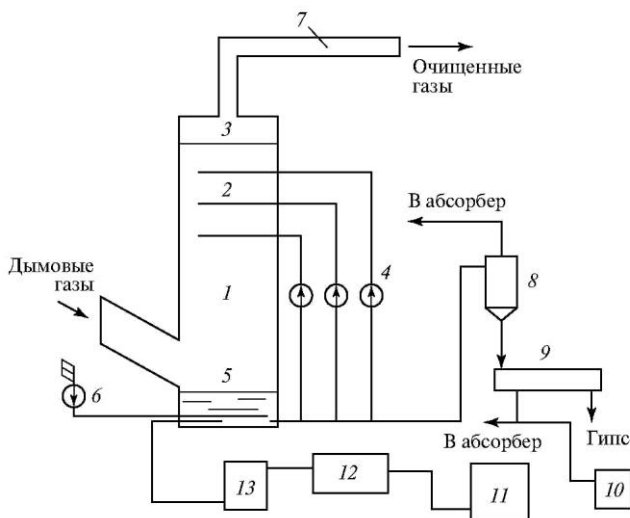 7
Очищенные
газы
3
2
В абсорбер
Дымовые
газы
4
8
1
9
5
6
В абсорбер
Гипс
12
13
11
10